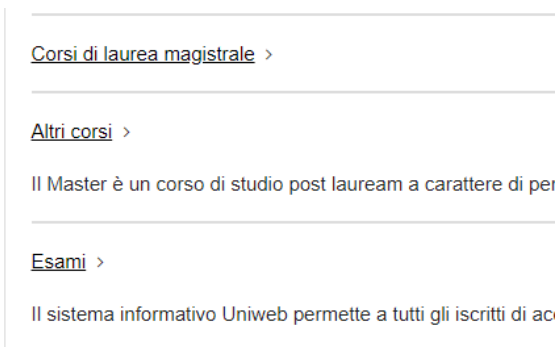 Corsi di laurea magistrale >
Altri corsi >
Il Master è un corso di studio post lauream a carattere di
Esami >
Il sistema informativo Uniweb permette a tutti gli iscritti di